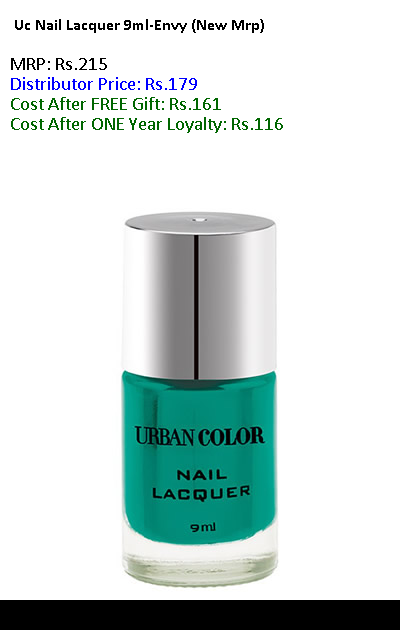 Uc Nail Lacquer 9ml-Envy (New Mrp)
MRP: Rs.215
Distributor Price: Rs.179
Cost After FREE Gift: Rs.161
Cost After ONE Year Loyalty: Rs.116
URBAN COLOR
NAIL
LACQUER
9ml